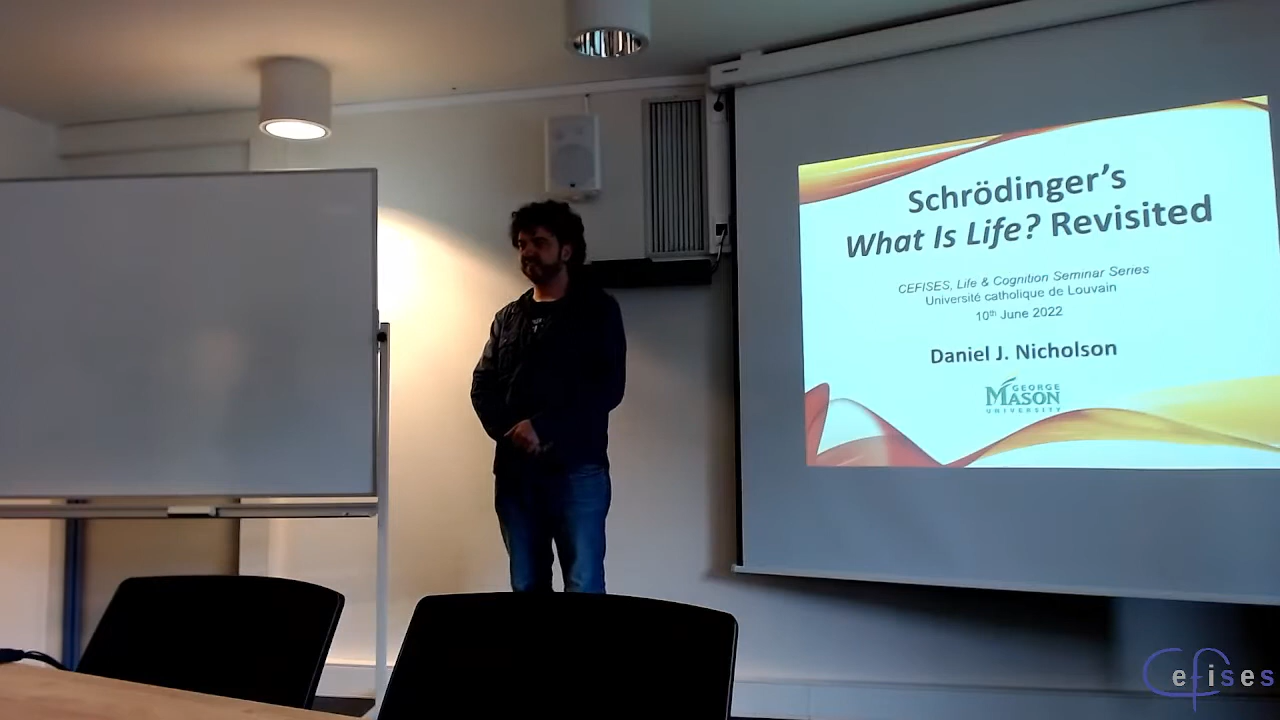 Schrödinger's
What Is Life? Revisited
CEFISES, Life & Cognition Seminar Series
Université catholique de Louvain
10th June 2022
Daniel J. Nicholson
GEORGE
MASON
UNIVERSITY
Cefises